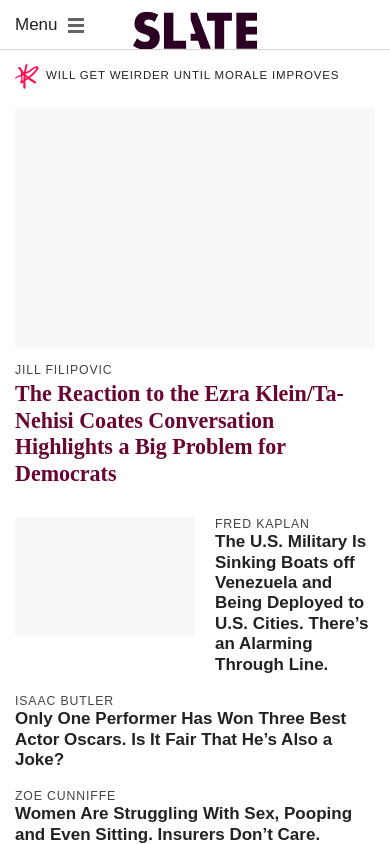 Menu
SLATE
WILL GET WEIRDER UNTIL MORALE IMPROVES
JILL FILIPOVIC
The Reaction to the Ezra Klein/Ta-
Nehisi Coates Conversation
Highlights a Big Problem for
Democrats
FRED KAPLAN
The U.S. Military Is
Sinking Boats off
Venezuela and
Being Deployed to
U.S. Cities. There’s
an Alarming
Through Line.
ISAAC BUTLER
Only One Performer Has Won Three Best
Actor Oscars. Is It Fair That He’s Also a
Joke?
ZOE CUNNIFFE
Women Are Struggling With Sex, Pooping
and Even Sitting. Insurers Don’t Care.